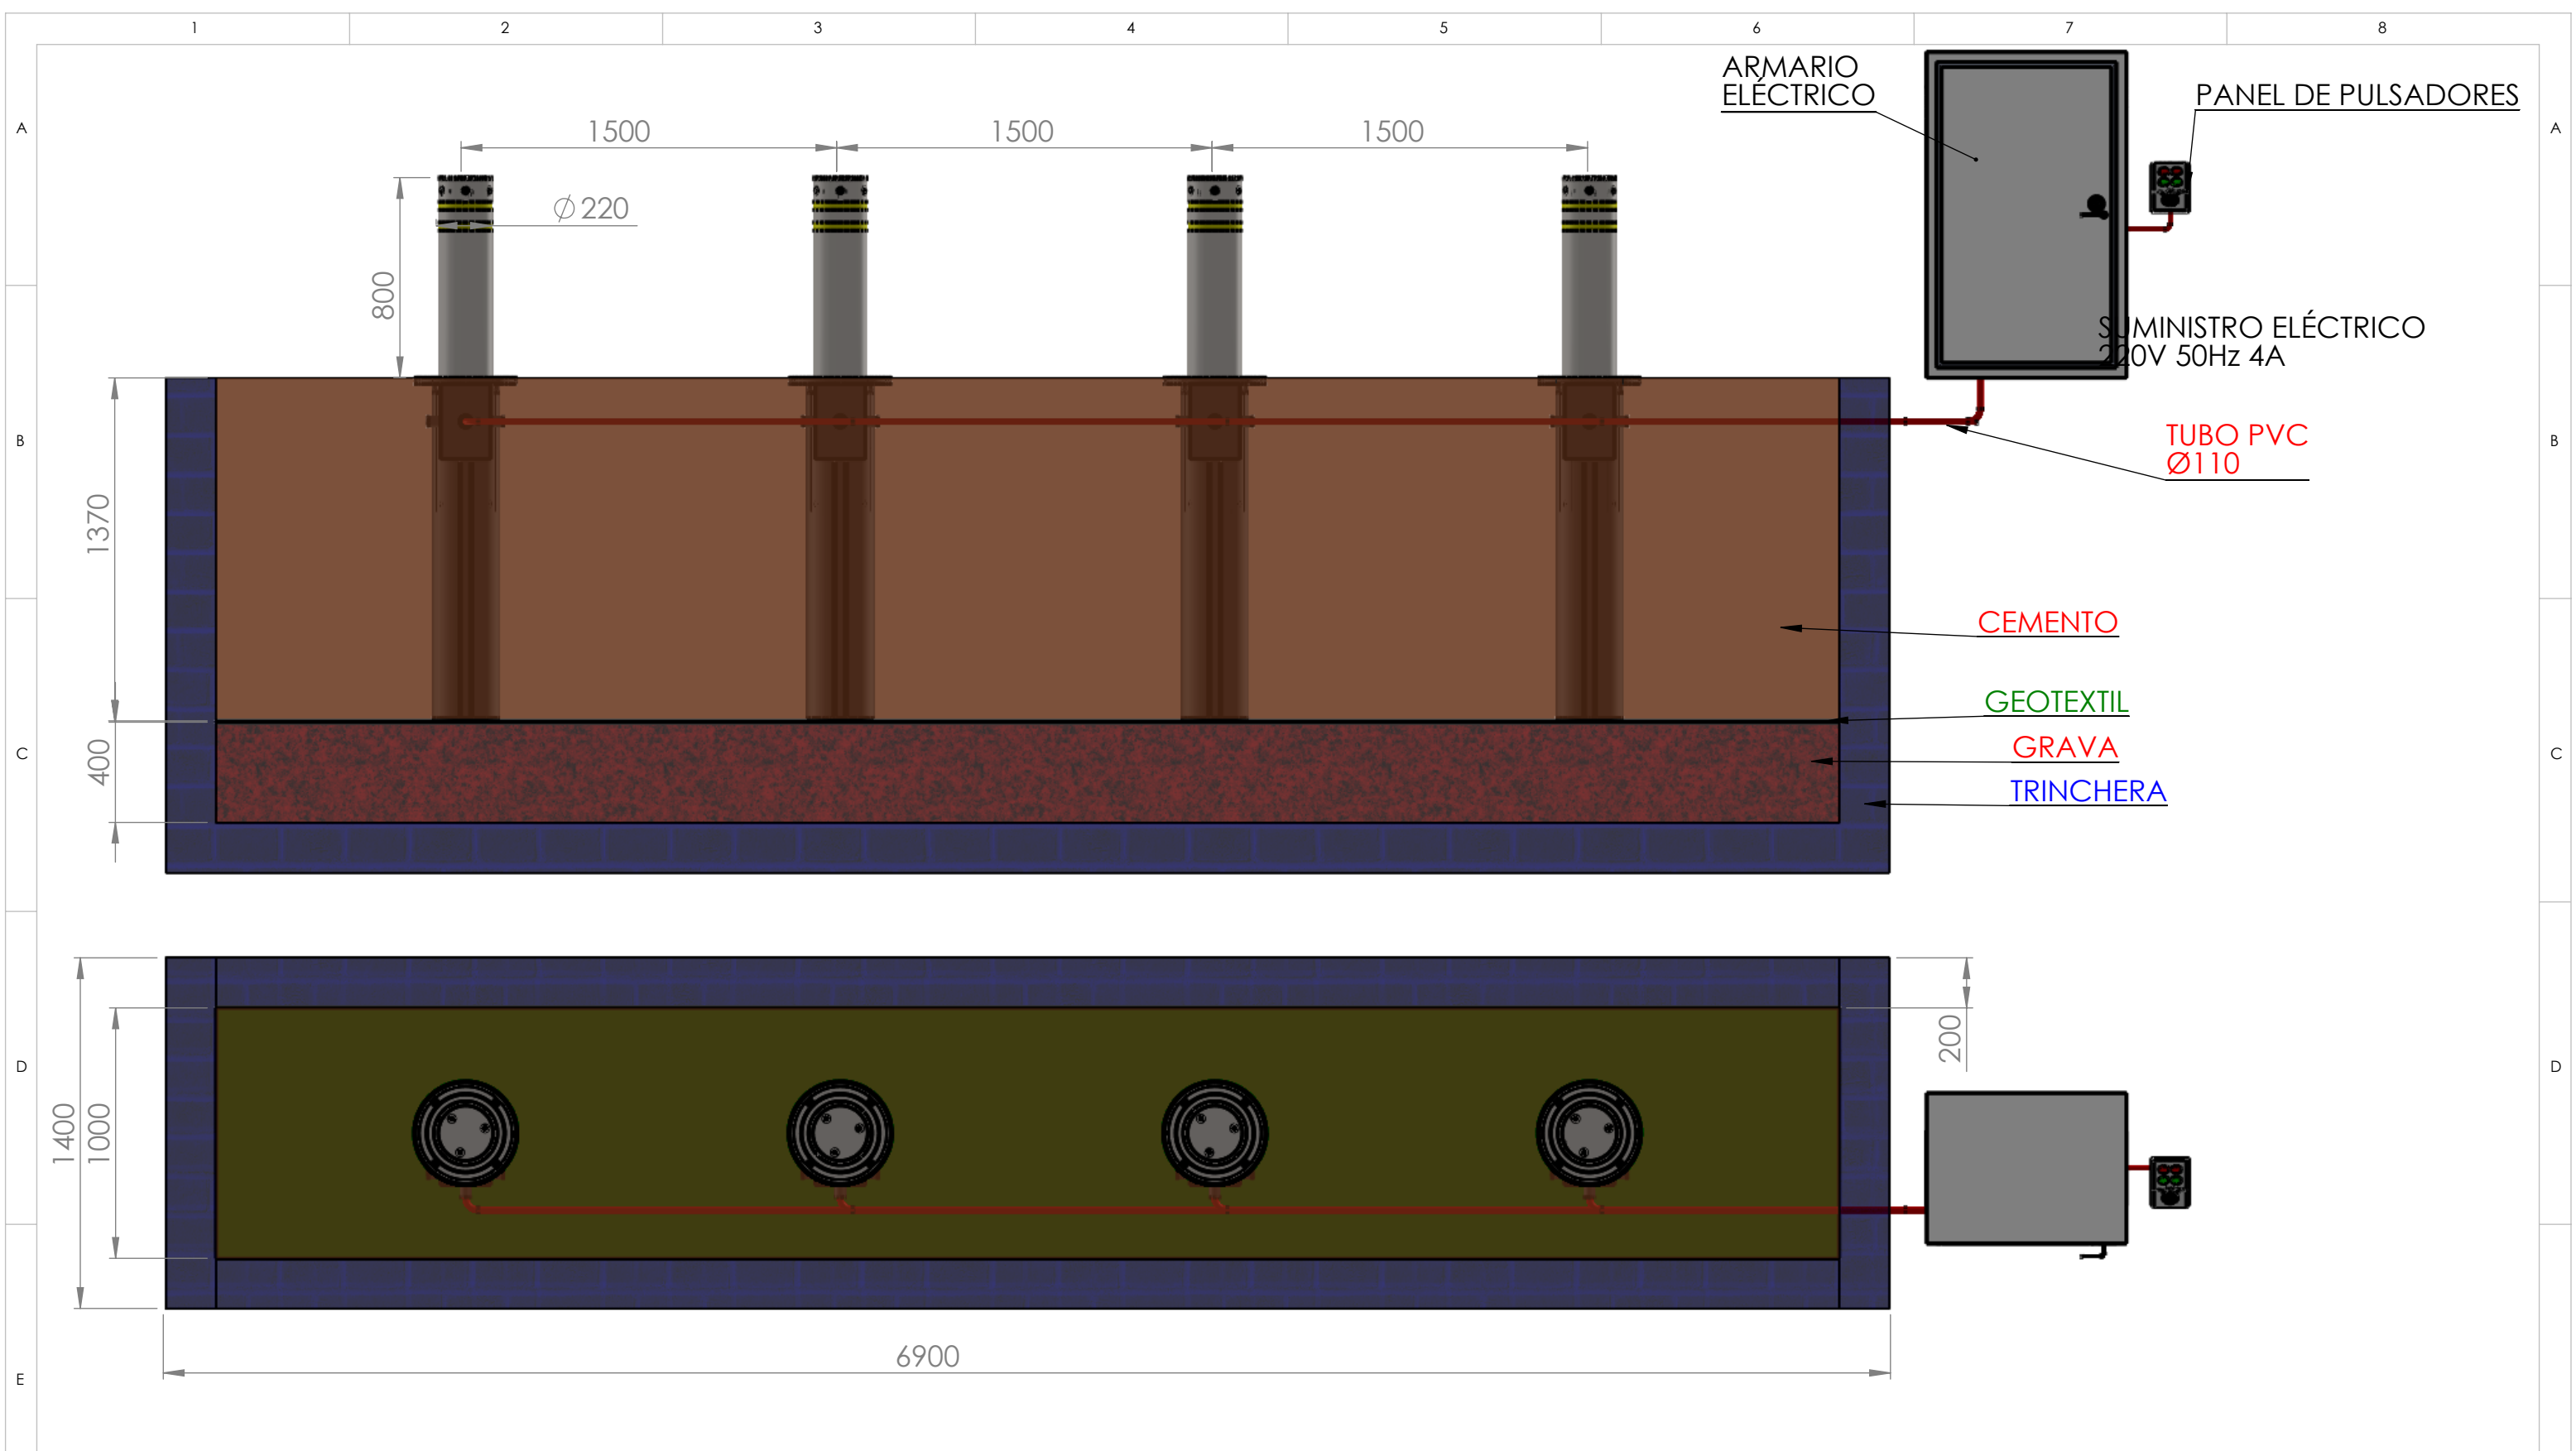 1 2 3 4 5 6 7 8
A A
B B
C C
D D
E
ARMARIO
ELÉCTRICO
PANEL DE PULSADORES
1500 1500 1500
Ø220
800
SUMINISTRO ELÉCTRICO
220V 50Hz 4A
TUBO PVC
Ø110
1370
CEMENTO
GEOTEXTIL
400
GRAVA
TRINCHERA
200
1400
1000
6900